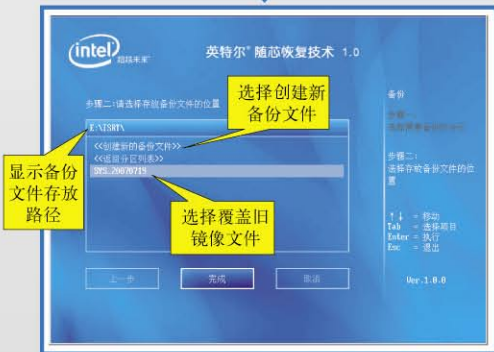 intel 超越未来
英特尔® 随芯恢复技术 1.0
步骤二:请选择存放备份文件的位置
选择创建新
备份文件
E:\ISRT\
<<创建新的备份文件>>
<<返回分区列表>>
SYS_20070719
显示备份
文件存放
路径
选择覆盖旧
镜像文件
上一步
完成
取消
备份
步骤二:
选择存放备份文件的位
置
↑↓ = 移动
Tab = 选择项目
Enter = 执行
Esc = 退出
Ver.1.0.0